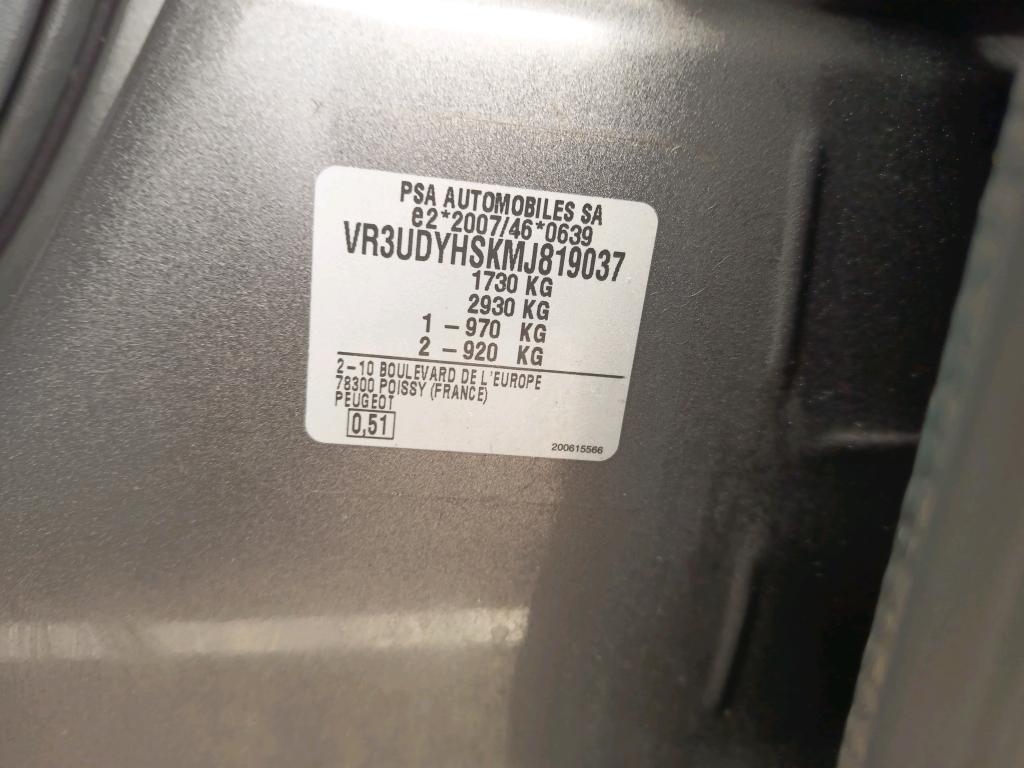 PSA AUTOMOBILES SA
e2*2007/46*0639
VR3UDYHSKMJ819037
1730 KG
2930 KG
1 – 970 KG
2 – 920 KG
2 – 10 BOULEVARD DE L'EUROPE
78300 POISSY (FRANCE)
PEUGEOT
0,51
200615566